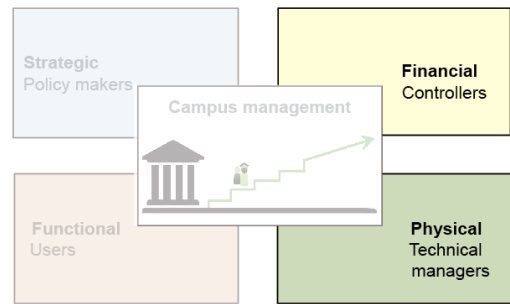 Strategic
Policy makers
Financial
Controllers
Campus management
Functional
Users
Physical
Technical
managers